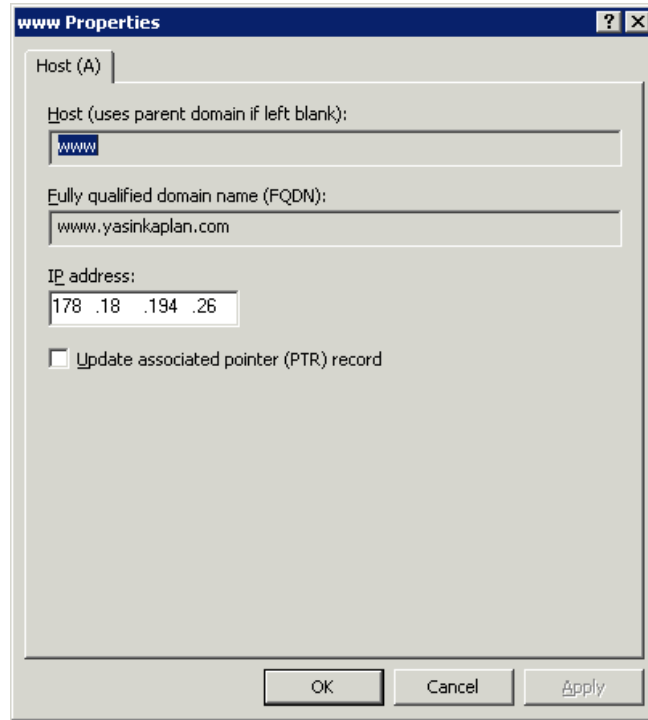 www Properties
Host (A)
Host (uses parent domain if left blank):
www
Fully qualified domain name (FQDN):
www.yasinkaplan.com
IP address:
178 .18 .194 .26
Update associated pointer (PTR) record
OK Cancel Apply